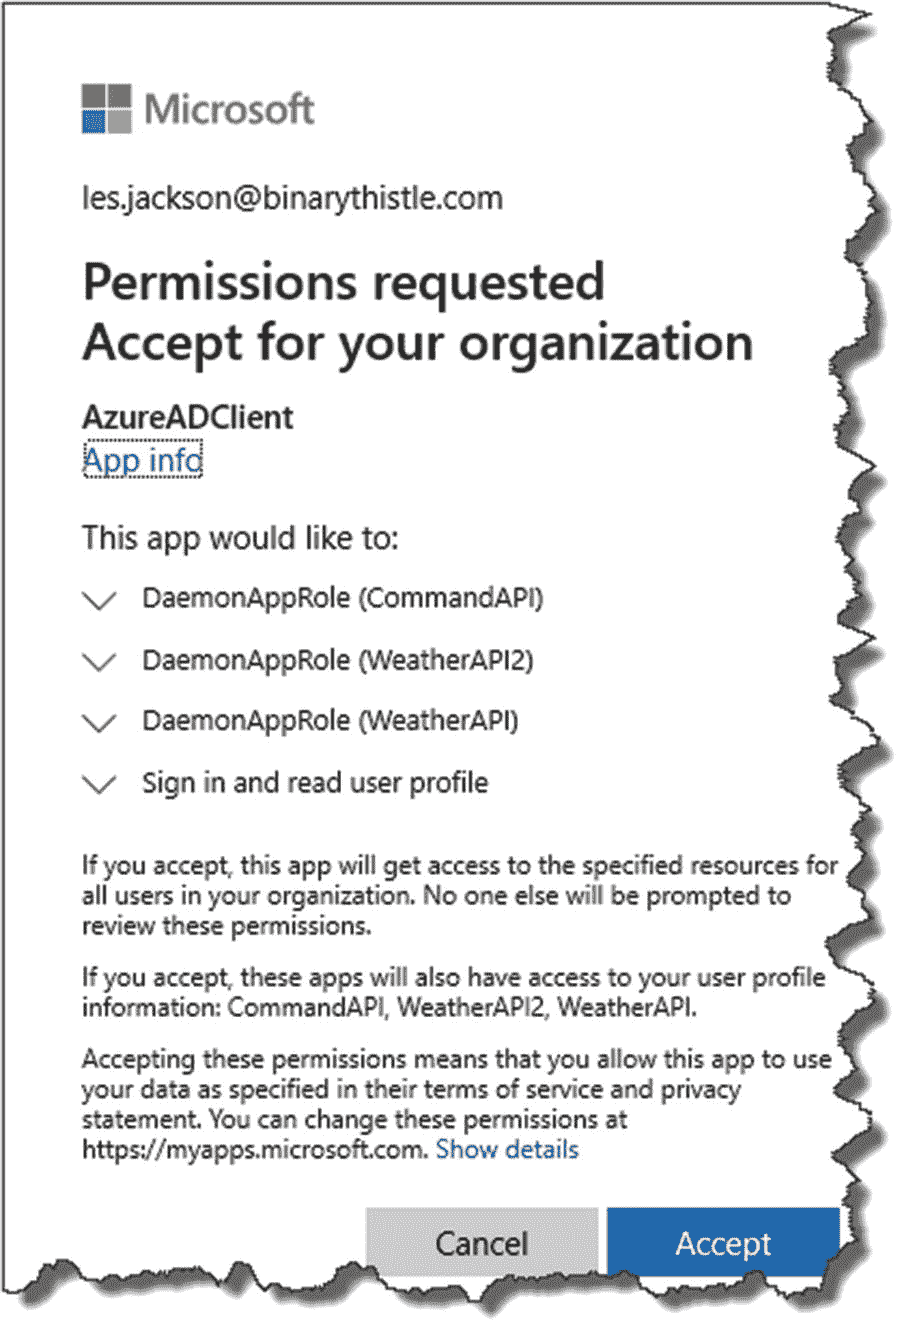 Microsoft
les.jackson@binarythistle.com
Permissions requested
Accept for your organization
AzureADClient
App info
This app would like to:
DaemonAppRole (CommandAPI)
DaemonAppRole (WeatherAPI2)
DaemonAppRole (WeatherAPI)
Sign in and read user profile
If you accept, this app will get access to the specified resources for
all users in your organization. No one else will be prompted to
review these permissions.
If you accept, these apps will also have access to your user profile
information: CommandAPI, WeatherAPI2, WeatherAPI.
Accepting these permissions means that you allow this app to use
your data as specified in their terms of service and privacy
statement. You can change these permissions at
https://myapps.microsoft.com. Show details
Cancel Accept